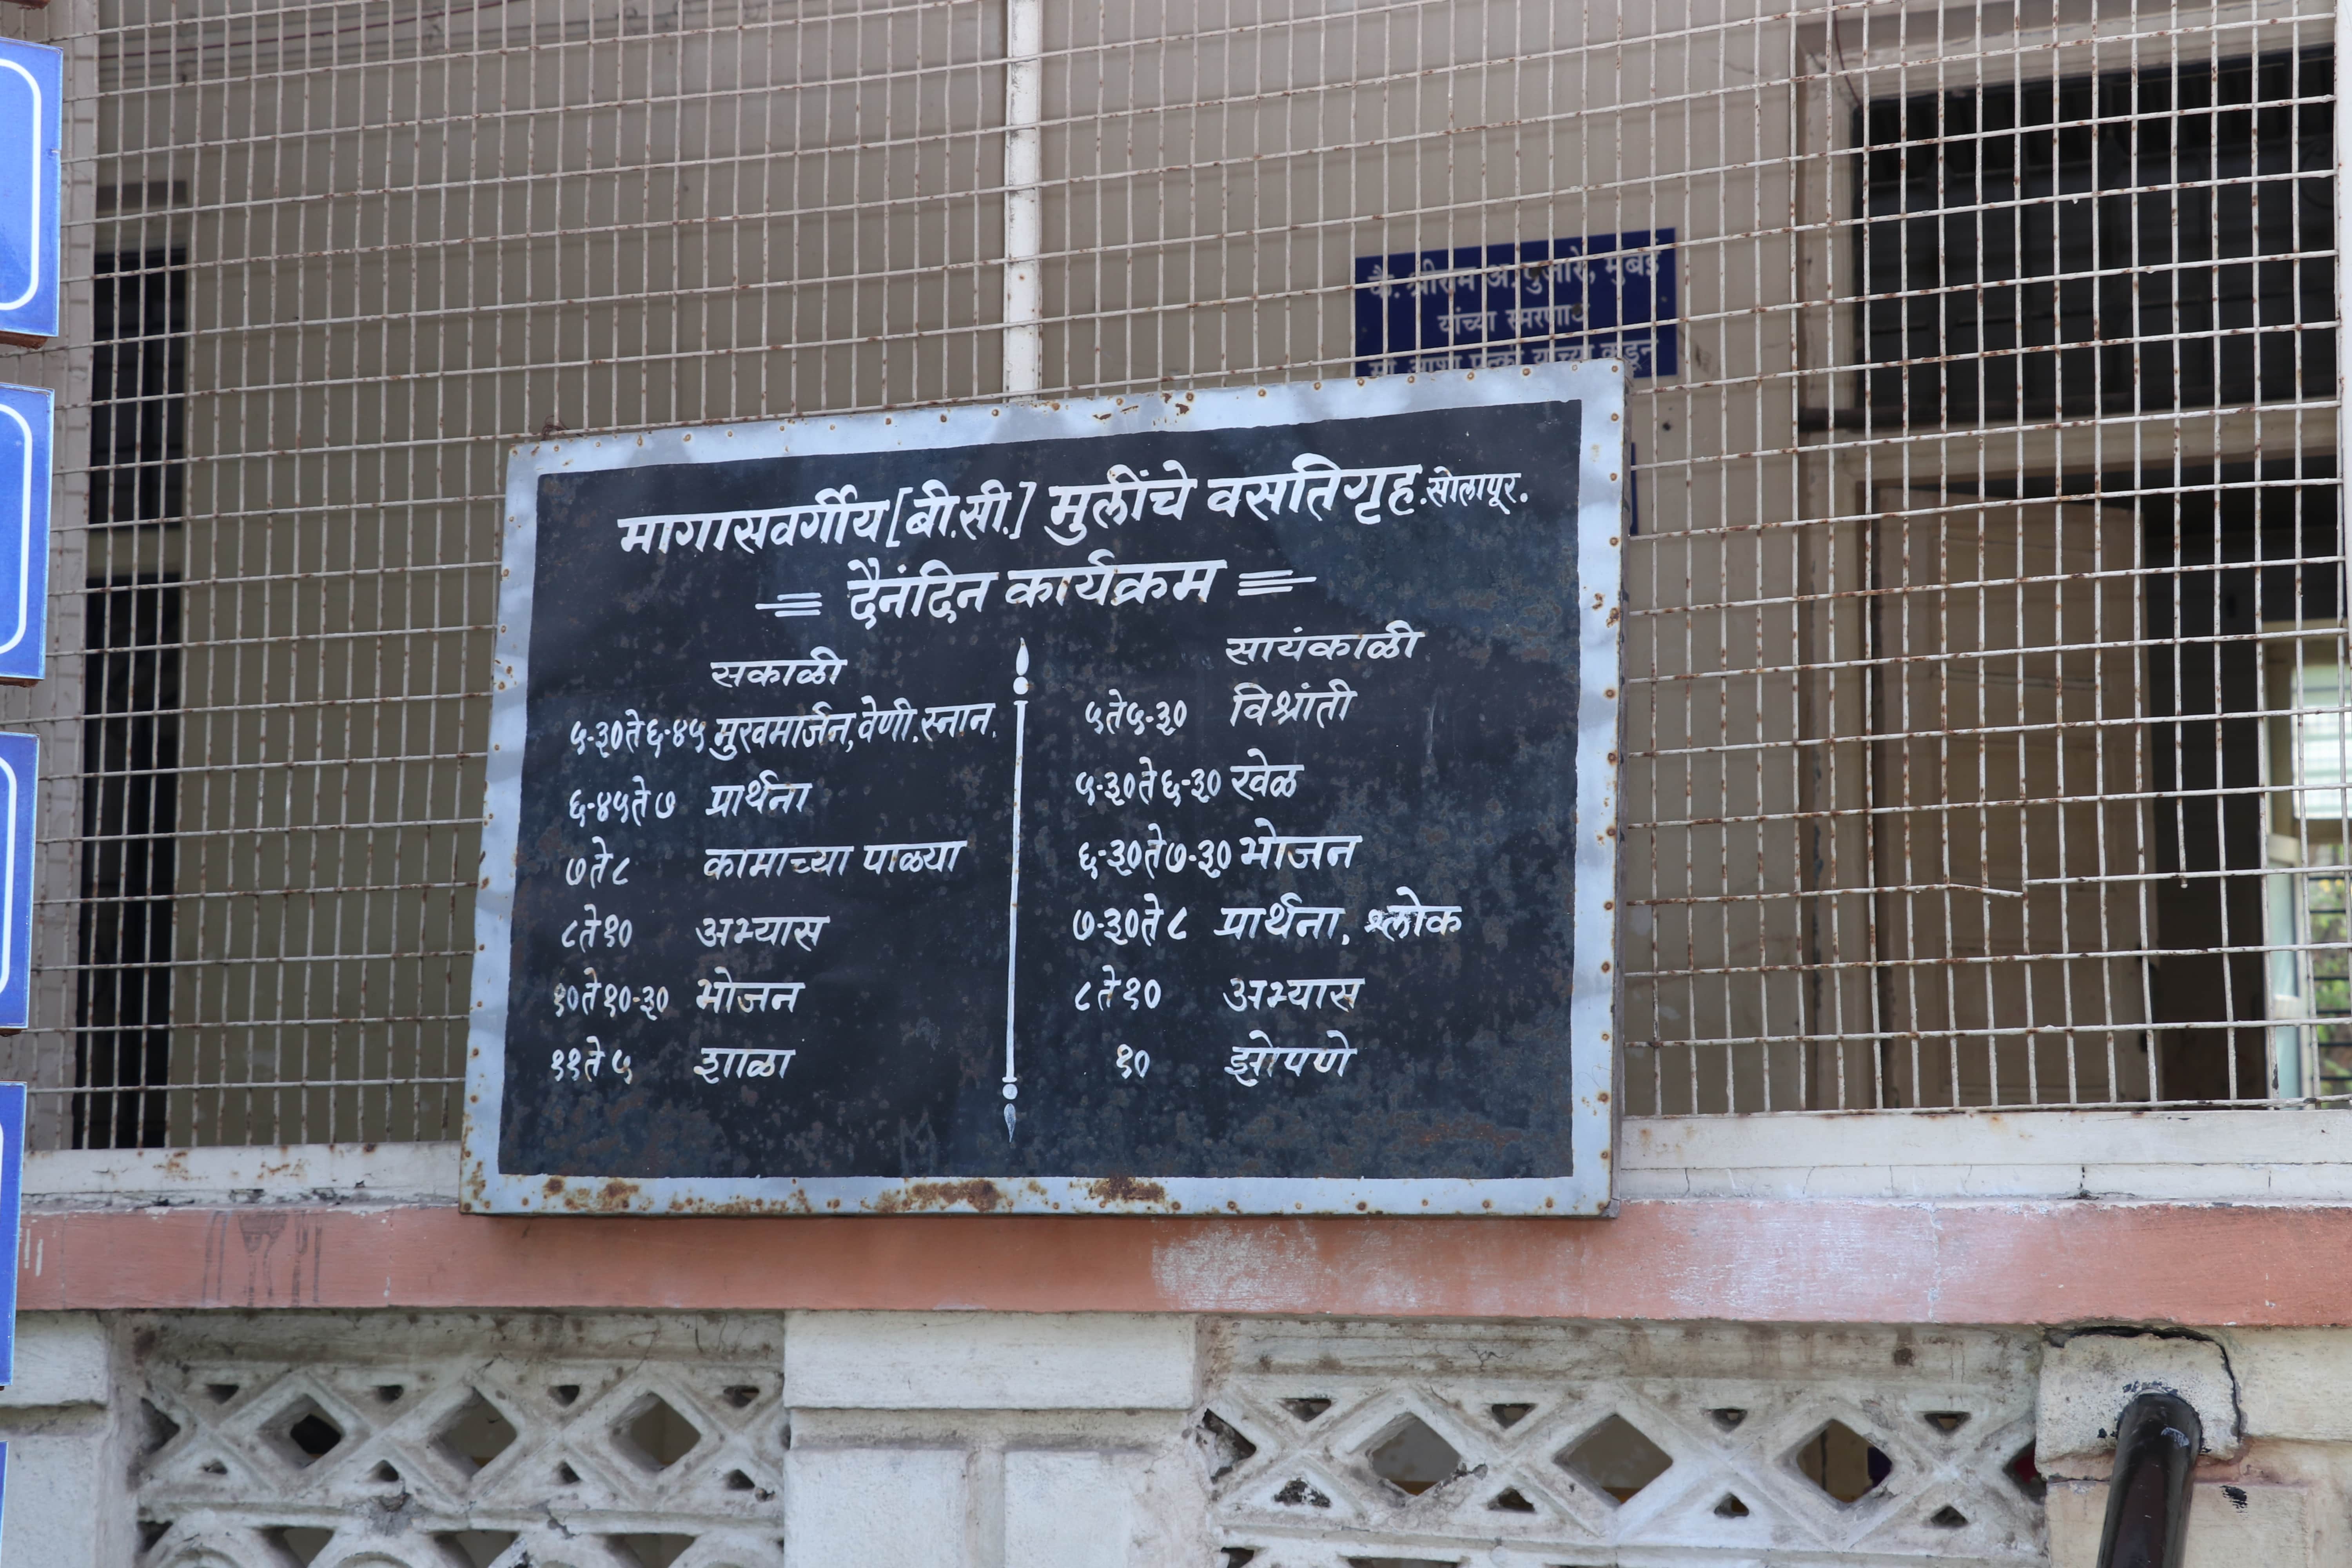 कै. श्रीराम अ. पुजारे, मुंबई
यांच्या स्मरणार्थ
यांच्या कडून
मागासवर्गीय [बी.सी.] मुलींचे वसतिगृह. सोलापूर.
दैनंदिन कार्यक्रम
सकाळी
५-३० ते ६-४५ मुखमार्जन, वेणी. स्नान.
६-४५ ते ७ प्रार्थना
७ ते ८ कामाच्या पाळ्या
८ ते १० अभ्यास
१० ते १०-३० भोजन
११ ते ५ शाळा
सायंकाळी
५ ते ५-३० विश्रांती
५-३० ते ६-३० खेळ
६-३० ते ७-३० भोजन
७-३० ते ८ प्रार्थना, श्लोक
८ ते १० अभ्यास
१० झोपणे